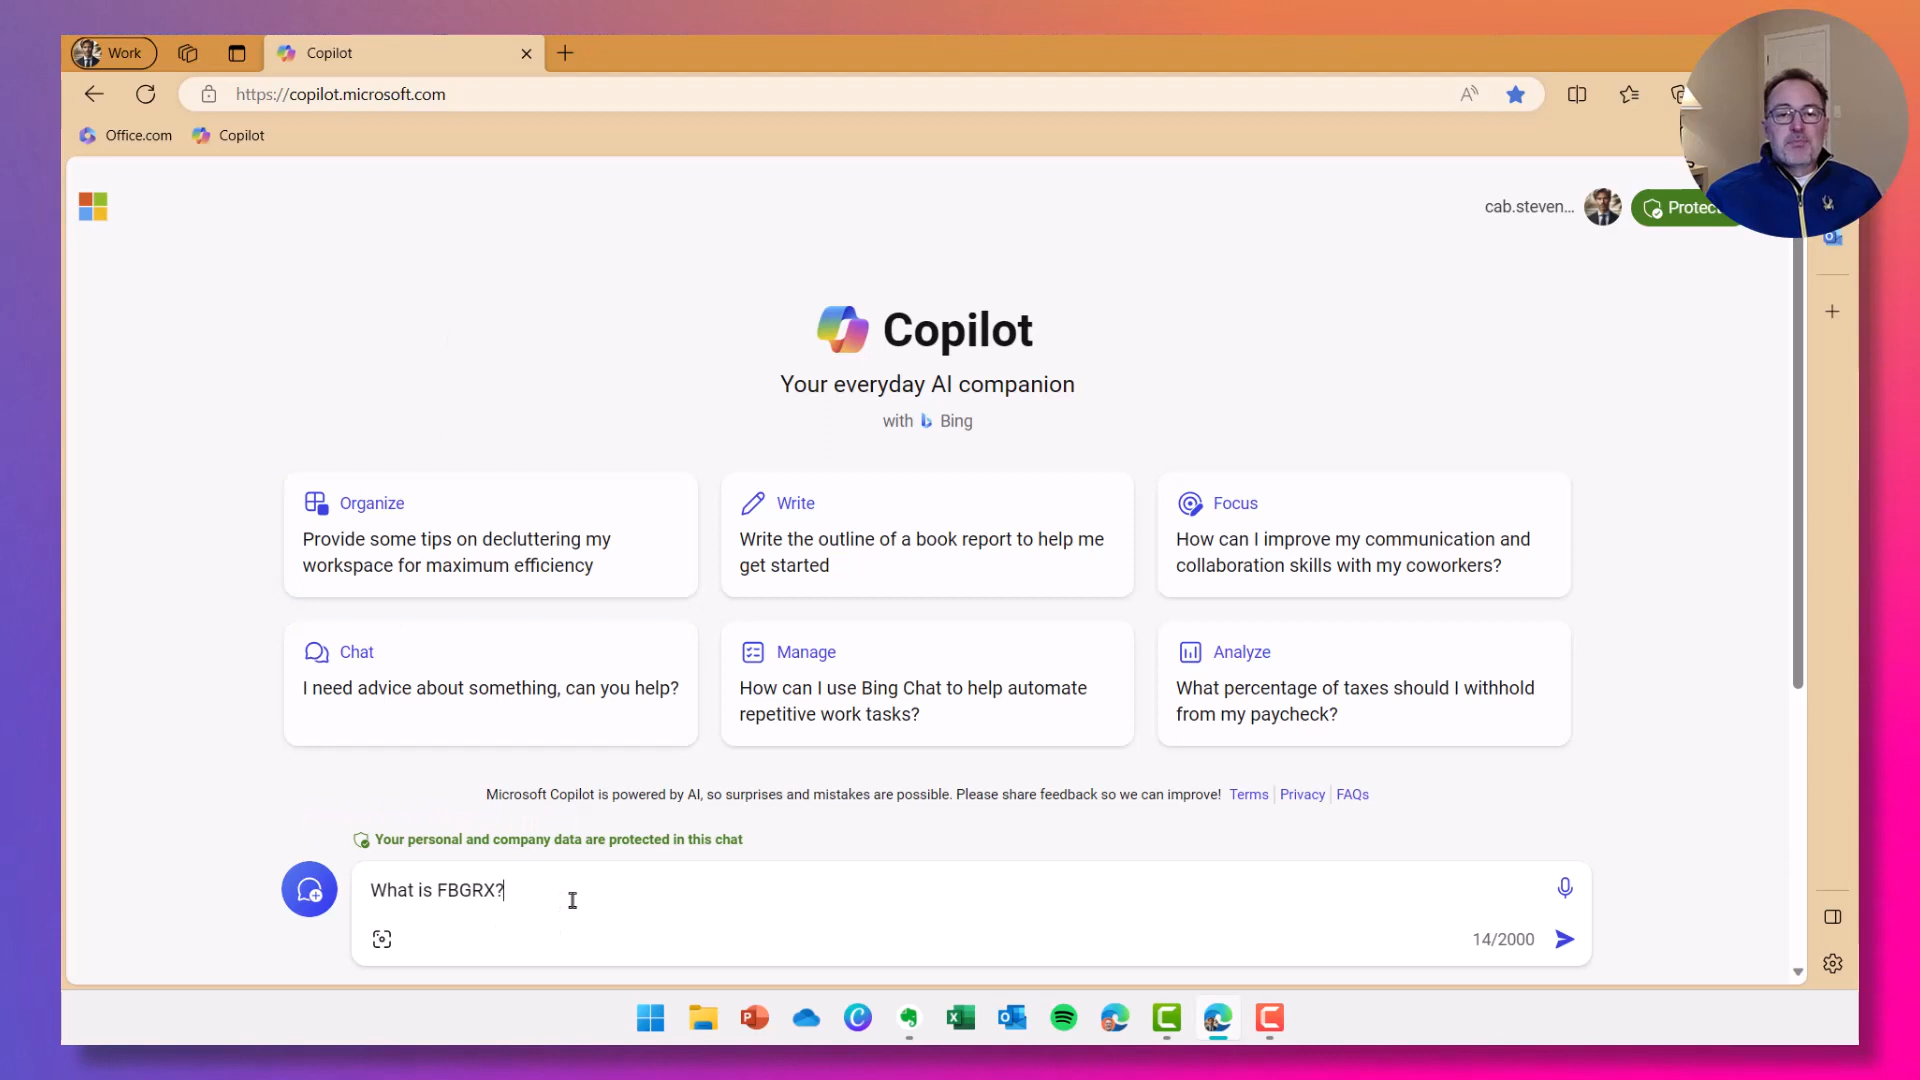 Work
Copilot
https://copilot.microsoft.com
Office.com
Copilot
cab.steven...
Protec
Copilot
Your everyday AI companion
with Bing
Organize
Provide some tips on decluttering my
workspace for maximum efficiency
Write
Write the outline of a book report to help me
get started
Focus
How can I improve my communication and
collaboration skills with my coworkers?
Chat
I need advice about something, can you help?
Manage
How can I use Bing Chat to help automate
repetitive work tasks?
Analyze
What percentage of taxes should I withhold
from my paycheck?
Microsoft Copilot is powered by AI, so surprises and mistakes are possible. Please share feedback so we can improve! Terms Privacy FAQs
Your personal and company data are protected in this chat
What is FBGRX?
14/2000